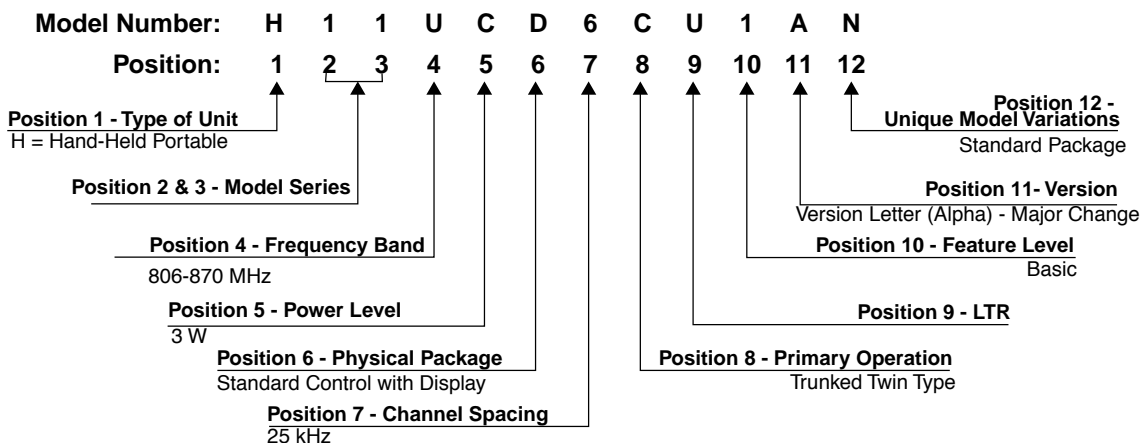 Model Number: H 1 1 U C D 6 C U 1 A N
Position: 1 2 3 4 5 6 7 8 9 10 11 12
Position 1 - Type of Unit
H = Hand-Held Portable
Position 12 -
Unique Model Variations
Standard Package
Position 2 & 3 - Model Series
Position 11- Version
Version Letter (Alpha) - Major Change
Position 4 - Frequency Band
806-870 MHz
Position 10 - Feature Level
Basic
Position 5 - Power Level
3 W
Position 9 - LTR
Position 6 - Physical Package
Standard Control with Display
Position 8 - Primary Operation
Trunked Twin Type
Position 7 - Channel Spacing
25 kHz